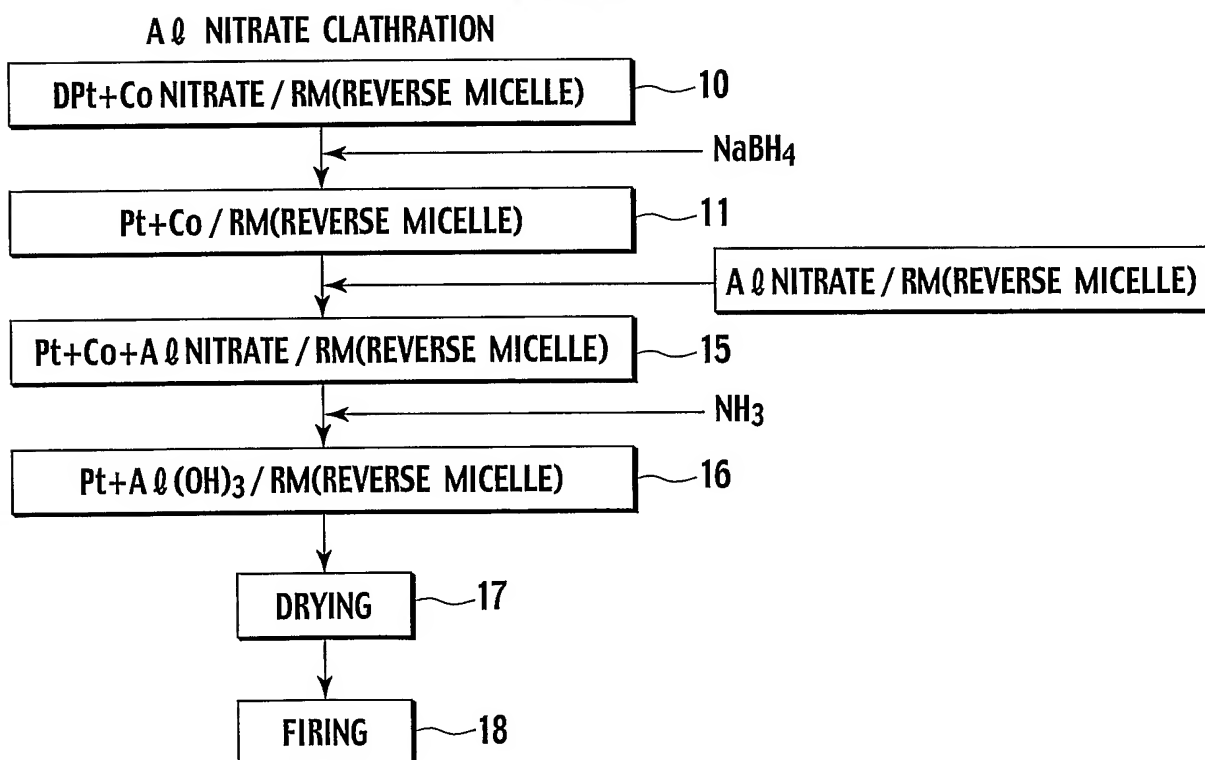 Aℓ NITRATE CLATHRATION
DPt+Co NITRATE / RM(REVERSE MICELLE)
10
NaBH4
Pt+Co / RM(REVERSE MICELLE)
11
Aℓ NITRATE / RM(REVERSE MICELLE)
Pt+Co+Aℓ NITRATE / RM(REVERSE MICELLE)
15
NH3
Pt+Aℓ(OH)3 / RM(REVERSE MICELLE)
16
DRYING
17
FIRING
18